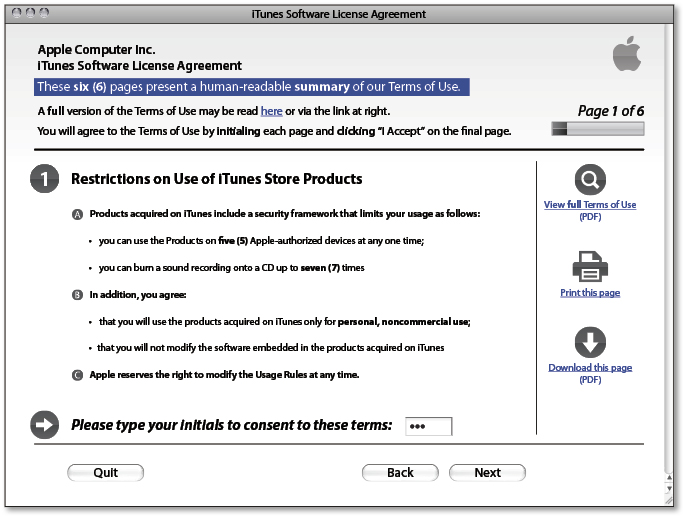 iTunes Software License Agreement
Apple Computer Inc.
iTunes Software License Agreement
These six (6) pages present a human-readable summary of our Terms of Use.
A full version of the Terms of Use may be read here or via the link at right.
You will agree to the Terms of Use by initialing each page and clicking "I Accept" on the final page.
Page 1 of 6
1 Restrictions on Use of iTunes Store Products
A Products acquired on iTunes include a security framework that limits your usage as follows:
• you can use the Products on five (5) Apple-authorized devices at any one time;
• you can burn a sound recording onto a CD up to seven (7) times
B In addition, you agree:
• that you will use the products acquired on iTunes only for personal, noncommercial use;
• that you will not modify the software embedded in the products acquired on iTunes
C Apple reserves the right to modify the Usage Rules at any time.
View full Terms of Use
(PDF)
Print this page
Download this page
(PDF)
Please type your initials to consent to these terms: •••
Quit
Back
Next